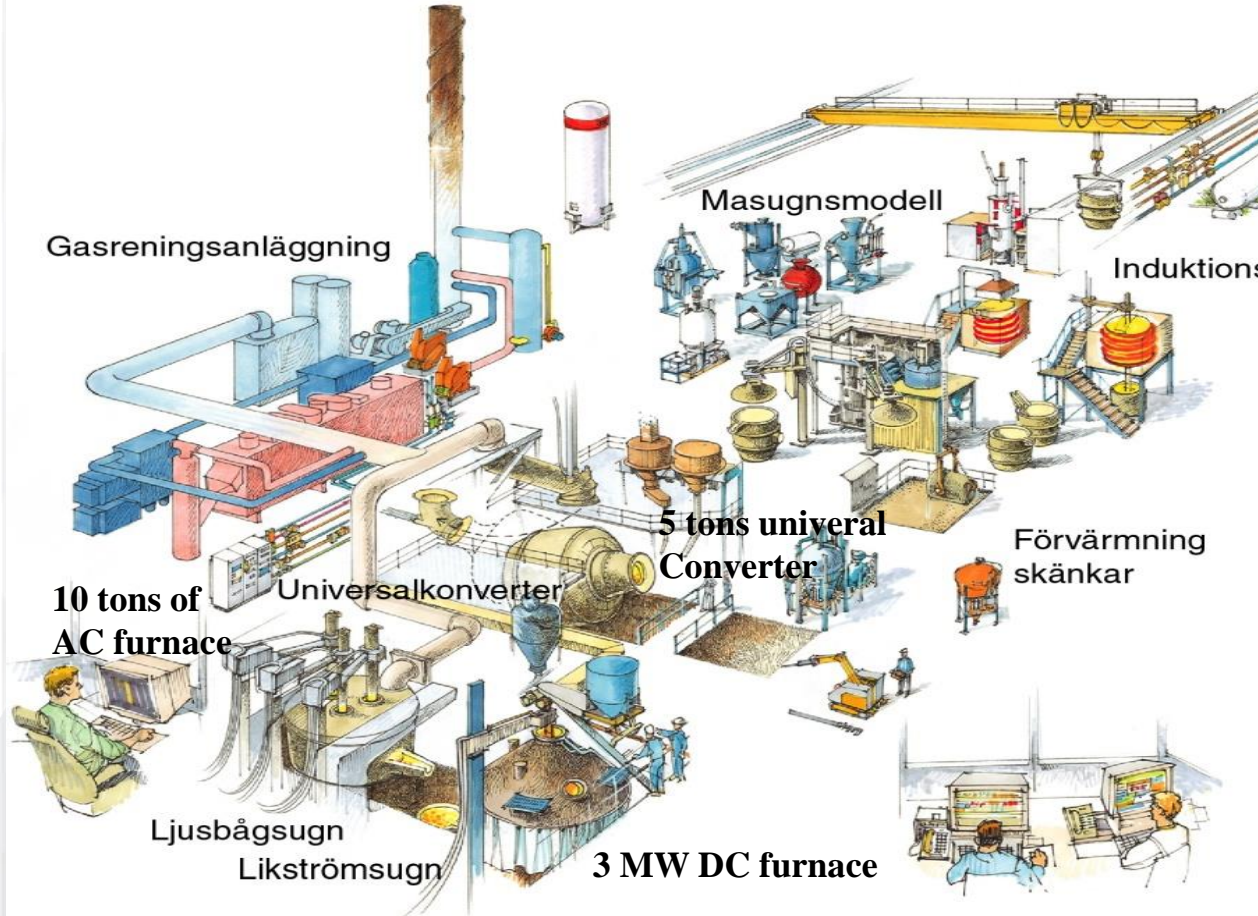 Masugnsmodell
Gasreningsanläggning
Induktions
5 tons univeral
Converter
Förvärmning
skänkar
Universalkonverter
10 tons of
AC furnace
Ljusbågsugn
Likströmsugn
3 MW DC furnace